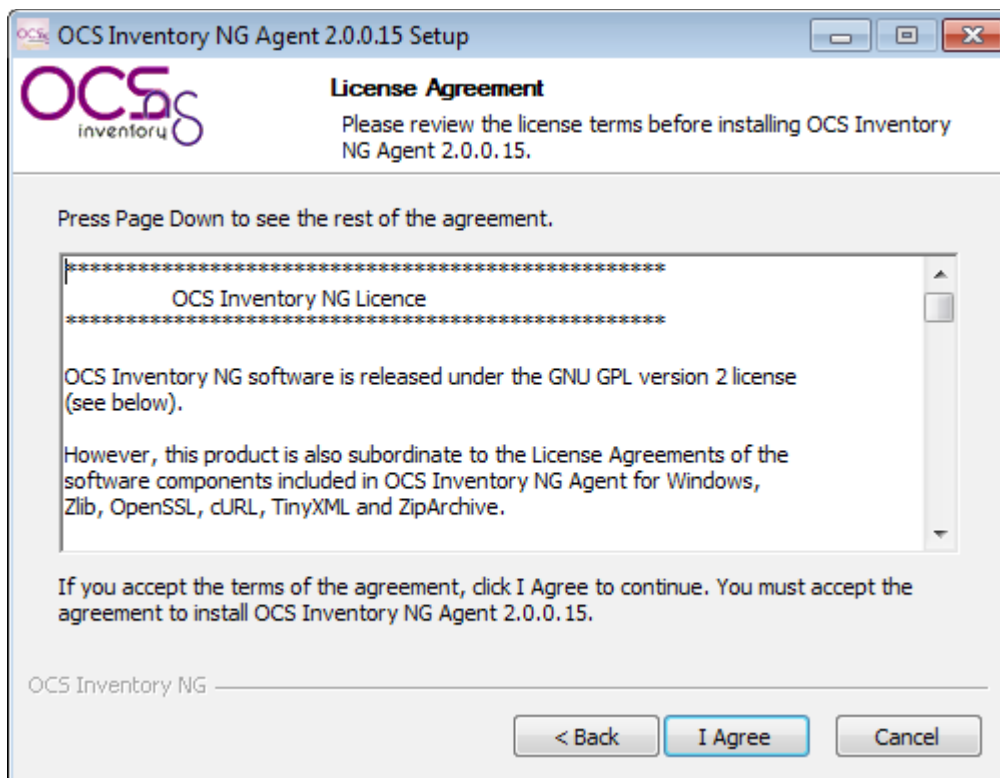 OCS Inventory NG Agent 2.0.0.15 Setup
OCSng
inventory
License Agreement
Please review the license terms before installing OCS Inventory
NG Agent 2.0.0.15.
Press Page Down to see the rest of the agreement.
**************************************************
OCS Inventory NG Licence
**************************************************
OCS Inventory NG software is released under the GNU GPL version 2 license
(see below).
However, this product is also subordinate to the License Agreements of the
software components included in OCS Inventory NG Agent for Windows,
Zlib, OpenSSL, cURL, TinyXML and ZipArchive.
If you accept the terms of the agreement, click I Agree to continue. You must accept the
agreement to install OCS Inventory NG Agent 2.0.0.15.
OCS Inventory NG
< Back I Agree Cancel